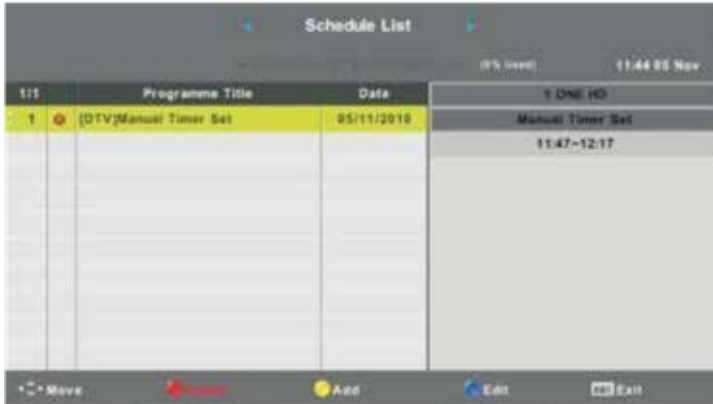 Schedule List
(0% Used) 11:44 05 Nov
1/1 Programme Title Date 1 ONE HD
1 [DTV]Manual Timer Set 05/11/2010 Manual Timer Set
11:47~12:17
Move Add Edit EXIT Exit